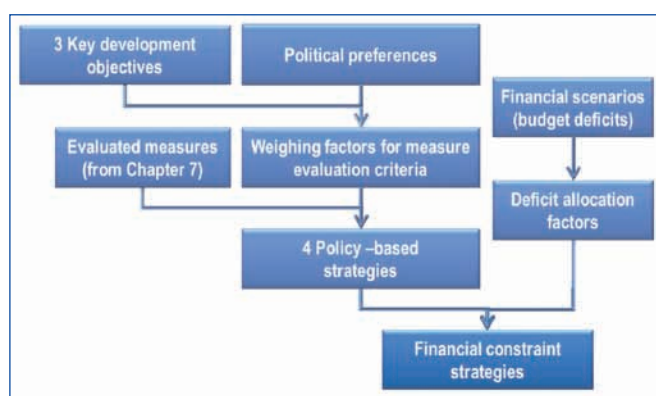 3 Key development
objectives
Political preferences
Financial scenarios
(budget deficits)
Evaluated measures
(from Chapter 7)
Weighing factors for measure
evaluation criteria
Deficit allocation
factors
4 Policy –based
strategies
Financial constraint
strategies